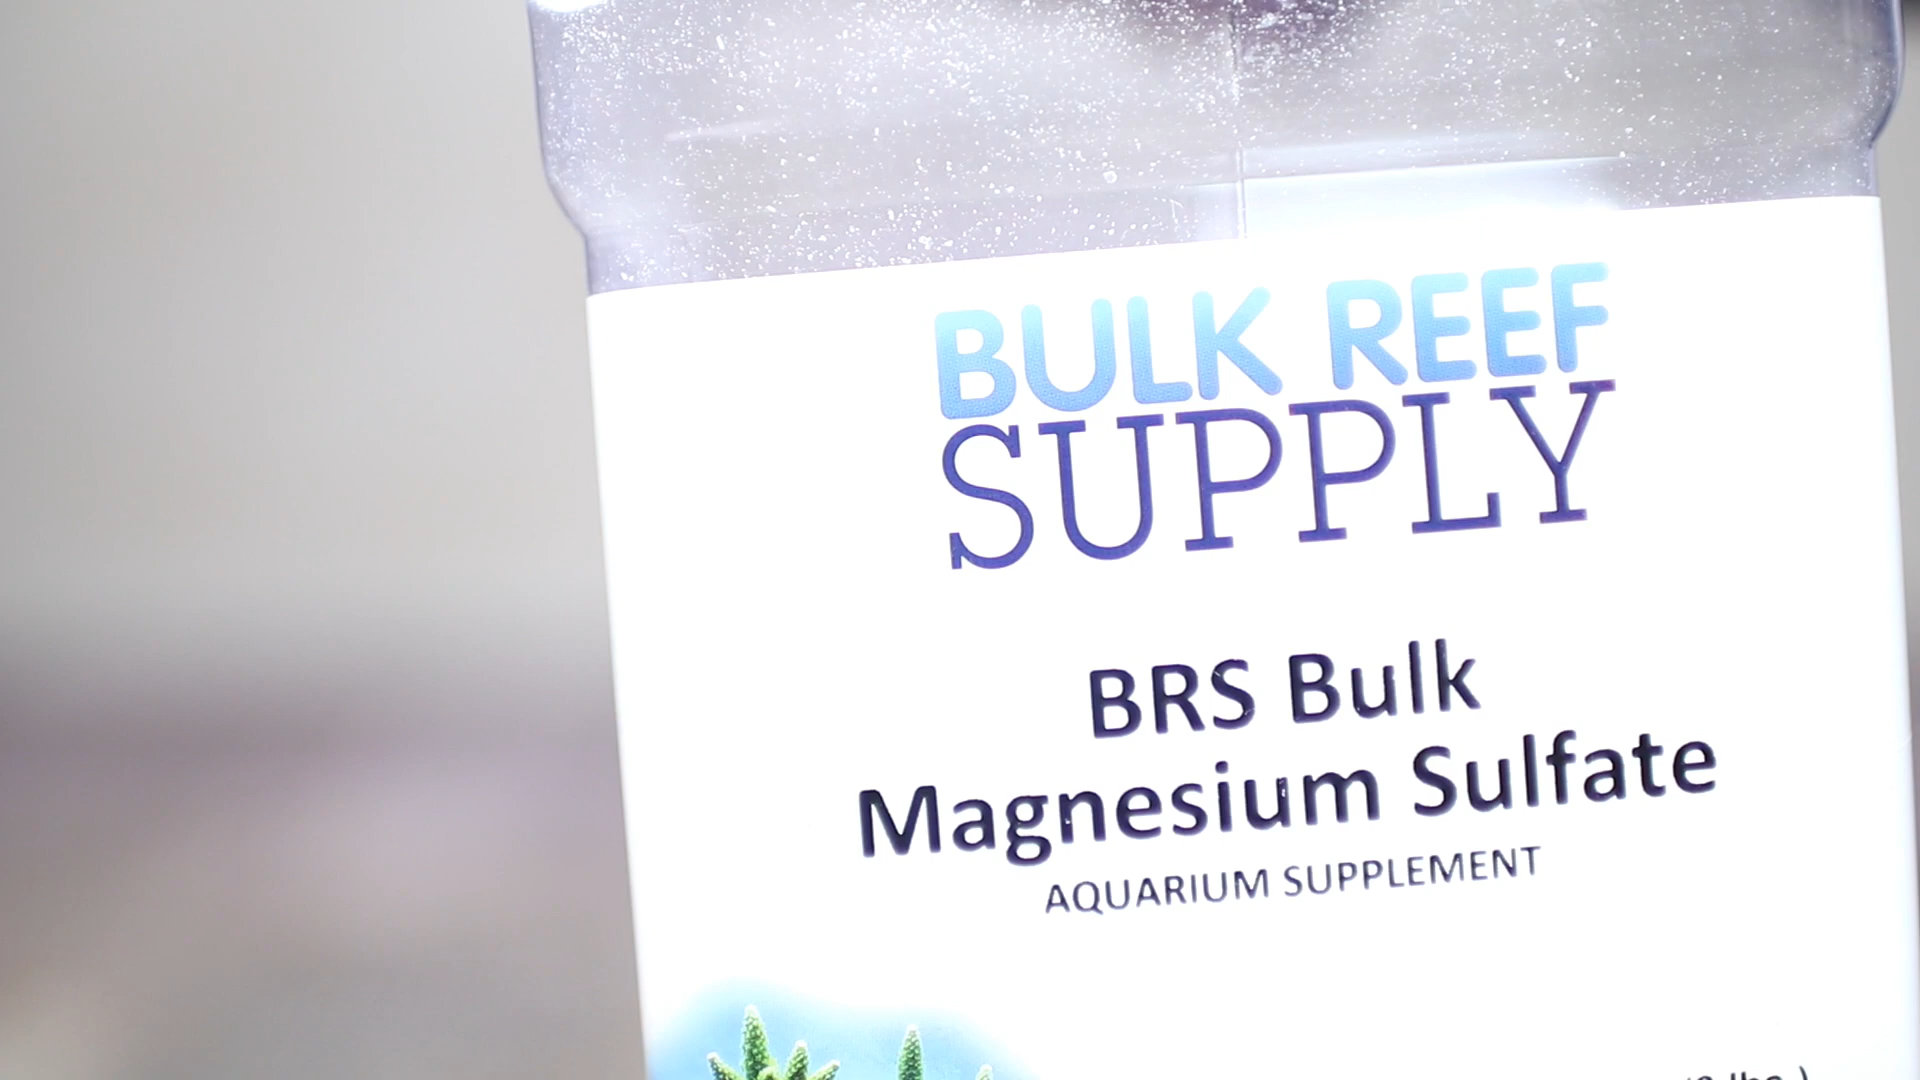 BULK REEF
SUPPLY
BRS Bulk
Magnesium Sulfate
AQUARIUM SUPPLEMENT